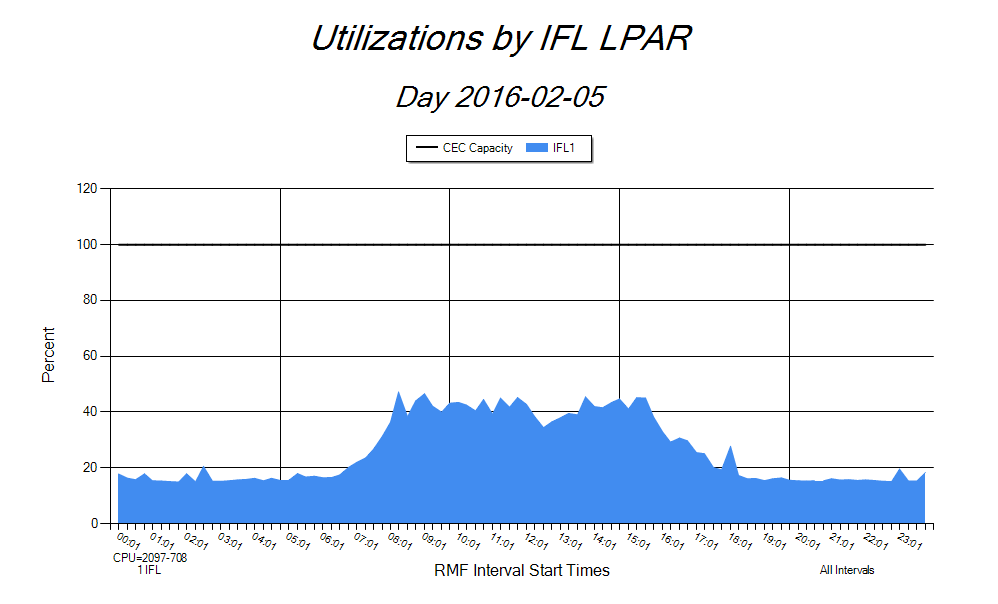 Utilizations by IFL LPAR
Day 2016-02-05
CEC Capacity IFL1
120
100
80
60
40
20
0
Percent
00:01 01:01 02:01 03:01 04:01 05:01 06:01 07:01 08:01 09:01 10:01 11:01 12:01 13:01 14:01 15:01 16:01 17:01 18:01 19:01 20:01 21:01 22:01 23:01
CPU=2097-708
1 IFL
RMF Interval Start Times
All Intervals